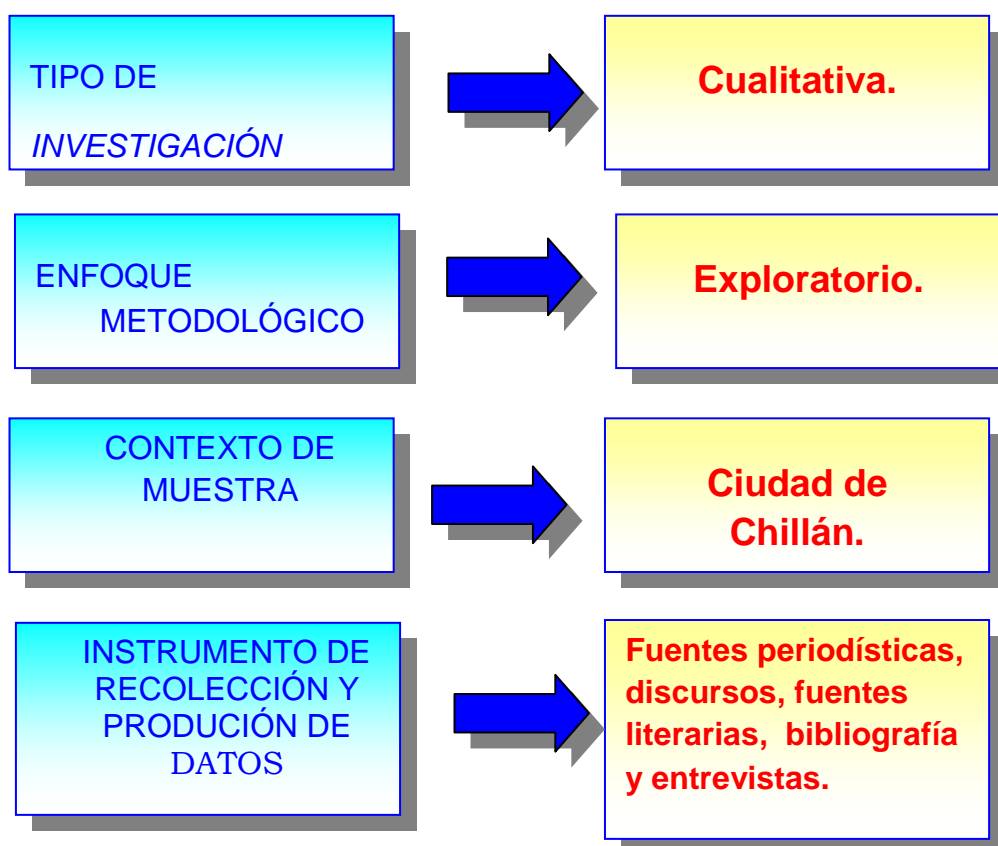 TIPO DE
INVESTIGACIÓN
Cualitativa.
ENFOQUE
METODOLÓGICO
Exploratorio.
CONTEXTO DE
MUESTRA
Ciudad de
Chillán.
INSTRUMENTO DE
RECOLECCIÓN Y
PRODUCIÓN DE
DATOS
Fuentes periodísticas,
discursos, fuentes
literarias, bibliografía
y entrevistas.